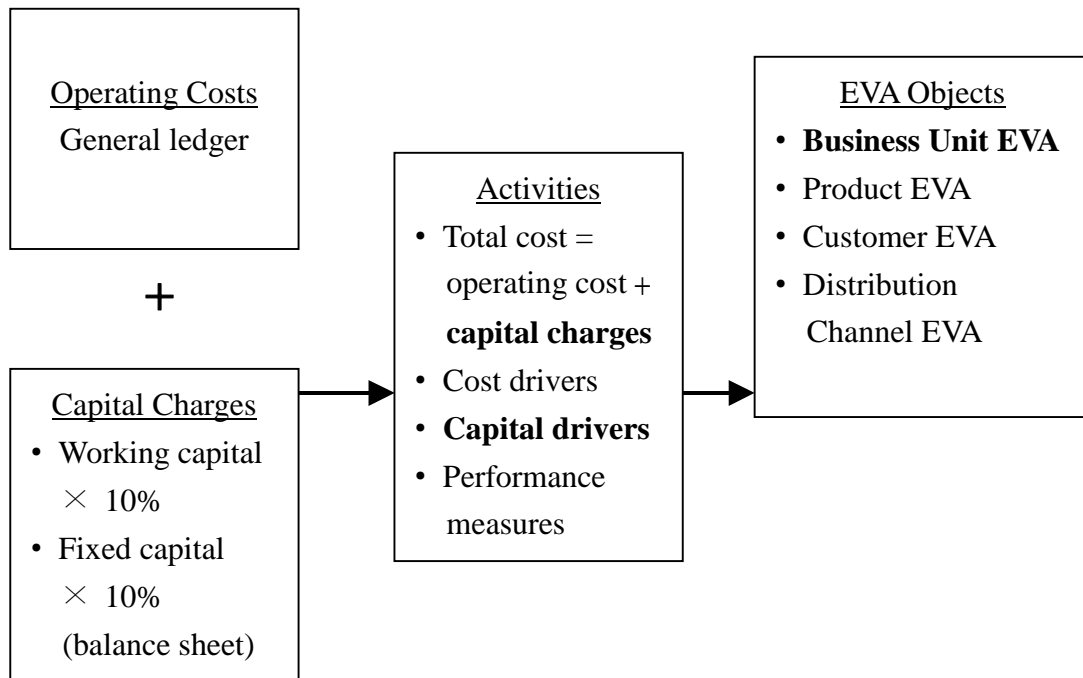 Operating Costs
General ledger
+
Capital Charges
• Working capital
× 10%
• Fixed capital
× 10%
(balance sheet)
Activities
• Total cost =
operating cost +
capital charges
• Cost drivers
• Capital drivers
• Performance
measures
EVA Objects
• Business Unit EVA
• Product EVA
• Customer EVA
• Distribution
Channel EVA